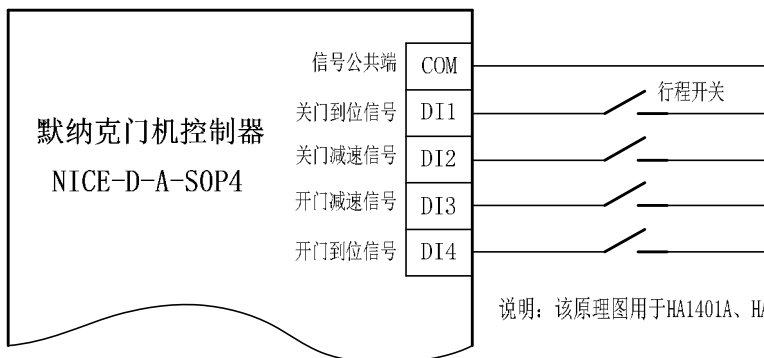 信号公共端 COM
行程开关
关门到位信号 DI1
默纳克门机控制器
关门减速信号 DI2
NICE-D-A-S0P4
开门减速信号 DI3
开门到位信号 DI4
说明：该原理图用于HA1401A、HA